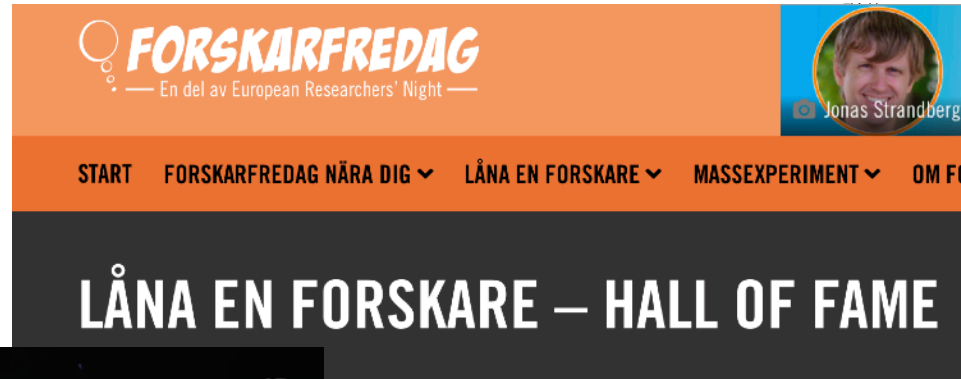 FORSKARFREDAG
En del av European Researchers' Night
Jonas Strandberg
START FORSKARFREDAG NÄRA DIG LÅNA EN FORSKARE MASSEXPERIMENT OM
LÅNA EN FORSKARE – HALL OF FAME